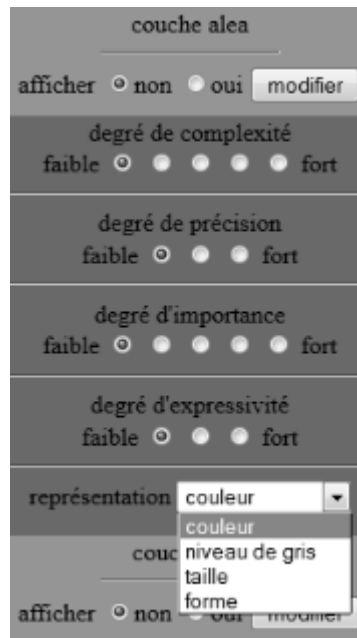 couche alea
afficher non oui modifier
degré de complexité
faible fort
degré de précision
faible fort
degré d'importance
faible fort
degré d'expressivité
faible fort
représentation couleur
couleur
niveau de gris
couc
taille
forme
afficher non